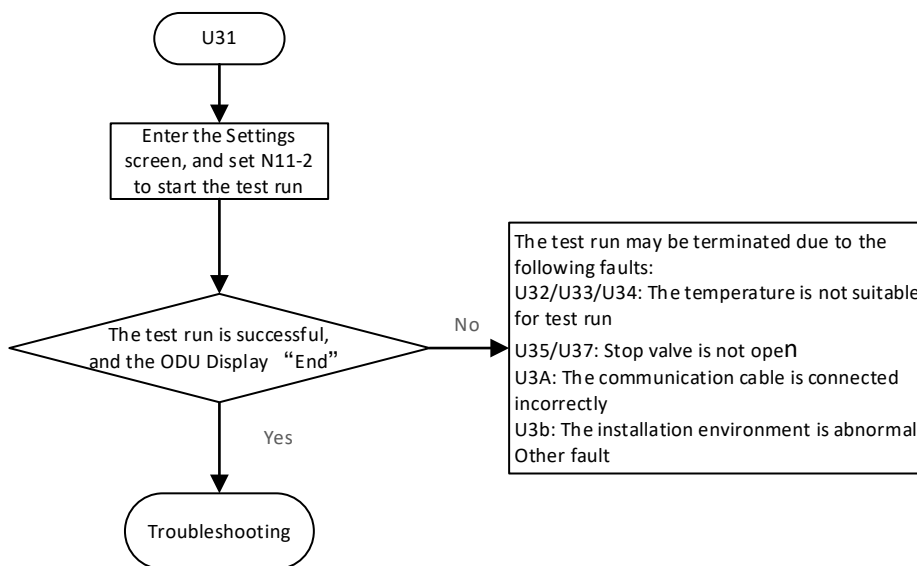 U31
Enter the Settings
screen, and set N11-2
to start the test run
The test run is successful,
and the ODU Display “End”
No
The test run may be terminated due to the
following faults:
U32/U33/U34: The temperature is not suitable
for test run
U35/U37: Stop valve is not open
U3A: The communication cable is connected
incorrectly
U3b: The installation environment is abnormal
Other fault
Yes
Troubleshooting